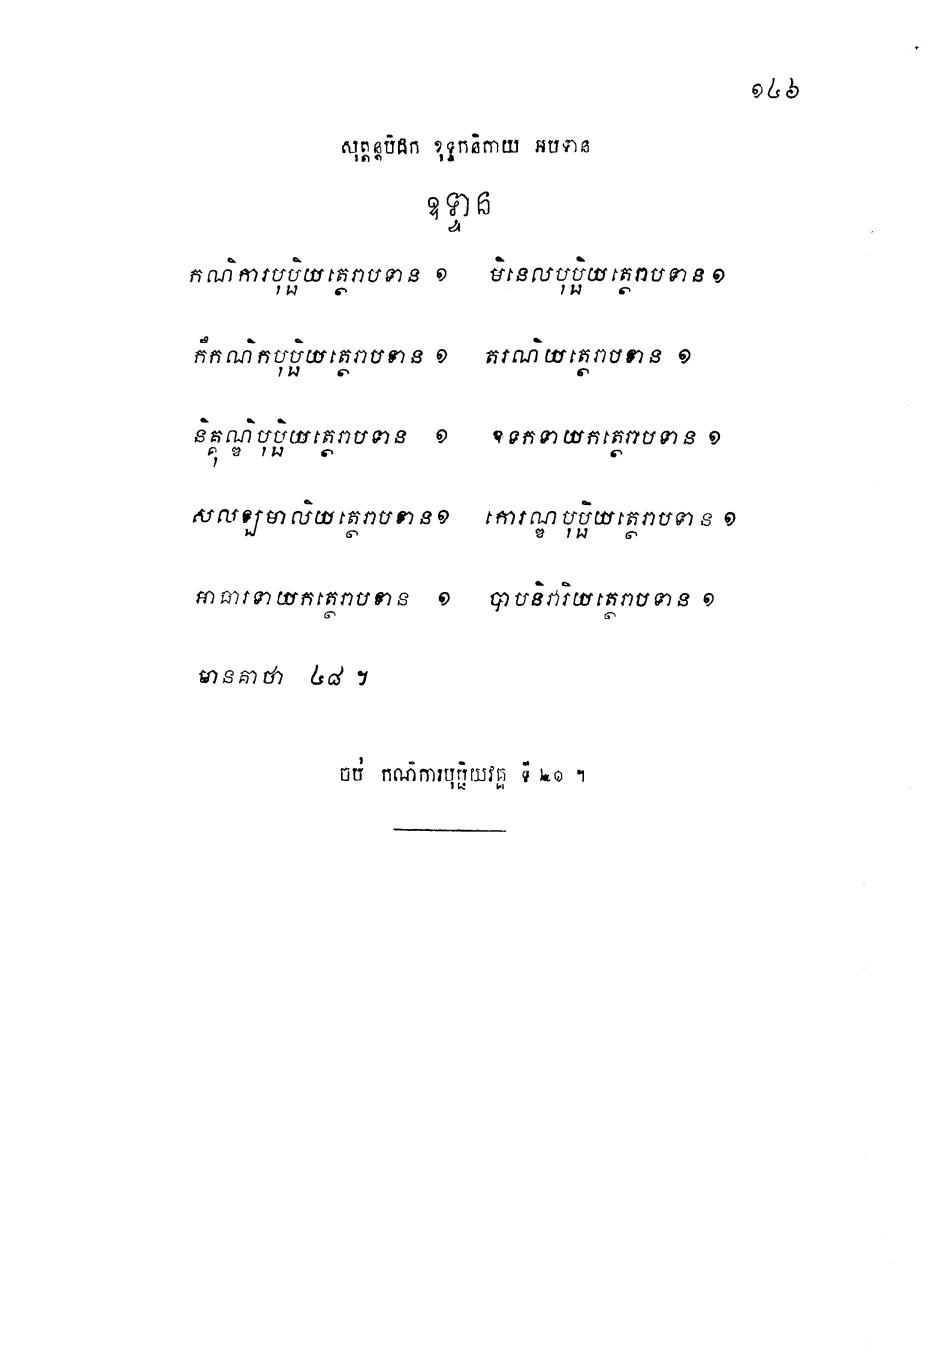 ១៤៦
សុត្តន្តបិដក ខុទ្ទកនិកាយ អបទាន
ឧទ្ទាន
កណិការបុប្ផិយត្ថេរាបទាន ១ មិនេលបុប្ផិយត្ថេរាបទាន ១
កឹកណិកបុប្ផិយត្ថេរាបទាន ១ តរណិយត្ថេរាបទាន ១
និគ្គុណ្ឌិបុប្ផិយត្ថេរាបទាន ១ ឧទកទាយកត្ថេរាបទាន ១
សលឡមាលិយត្ថេរាបទាន ១ កោរណ្ឌបុប្ផិយត្ថេរាបទាន ១
អាធារទាយកត្ថេរាបទាន ១ បាបនិវារិយត្ថេរាបទាន ១
មានគាថា ៤៨ ។
ចប់ កណិការបុប្ផិយវគ្គ ទី ២១ ។